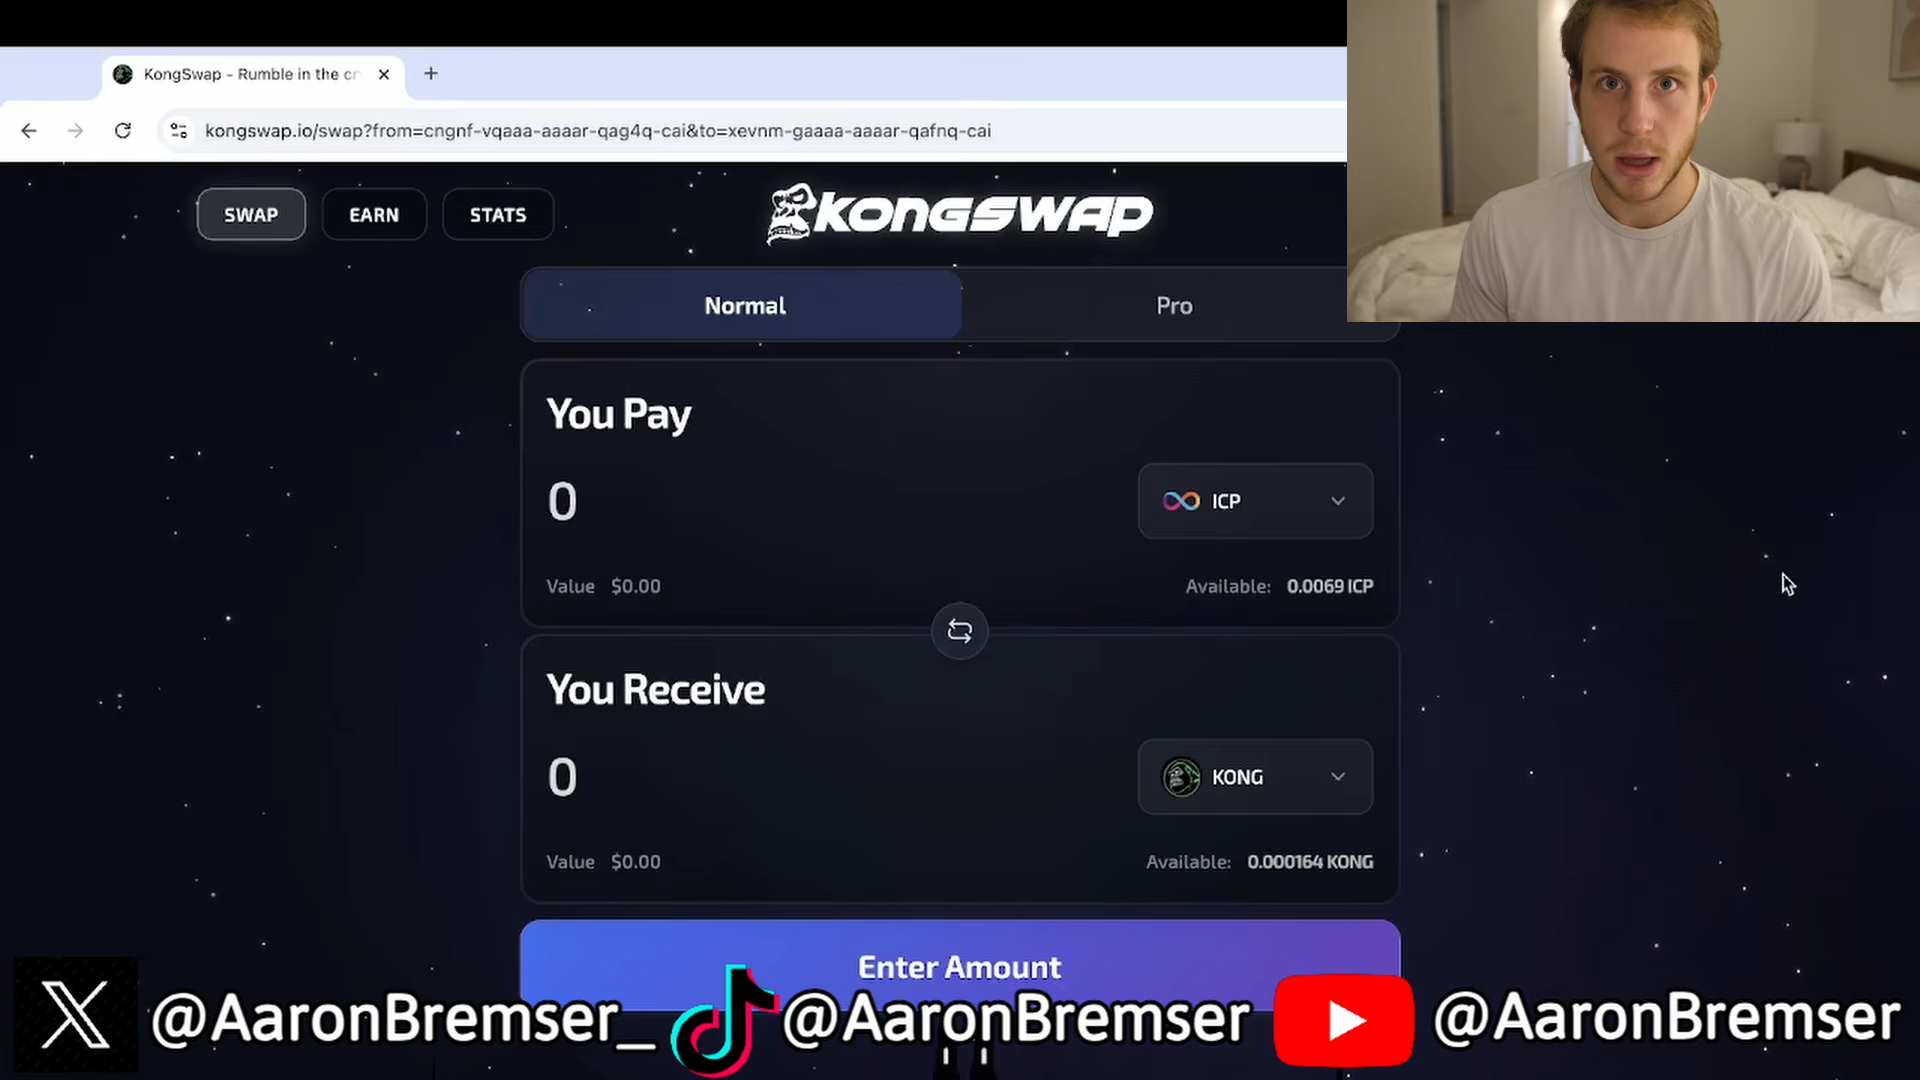 KongSwap - Rumble in the cr
kongswap.io/swap?from=cngnf-vqaaa-aaaar-qag4q-cai&to=xevnm-gaaaa-aaaar-qafnq-cai
SWAP
EARN
STATS
KONGSWAP
Normal
Pro
You Pay
0
ICP
Value $0.00
Available: 0.0069 ICP
You Receive
0
KONG
Value $0.00
Available: 0.000164 KONG
Enter Amount
@AaronBremser_
@AaronBremser
@AaronBremser